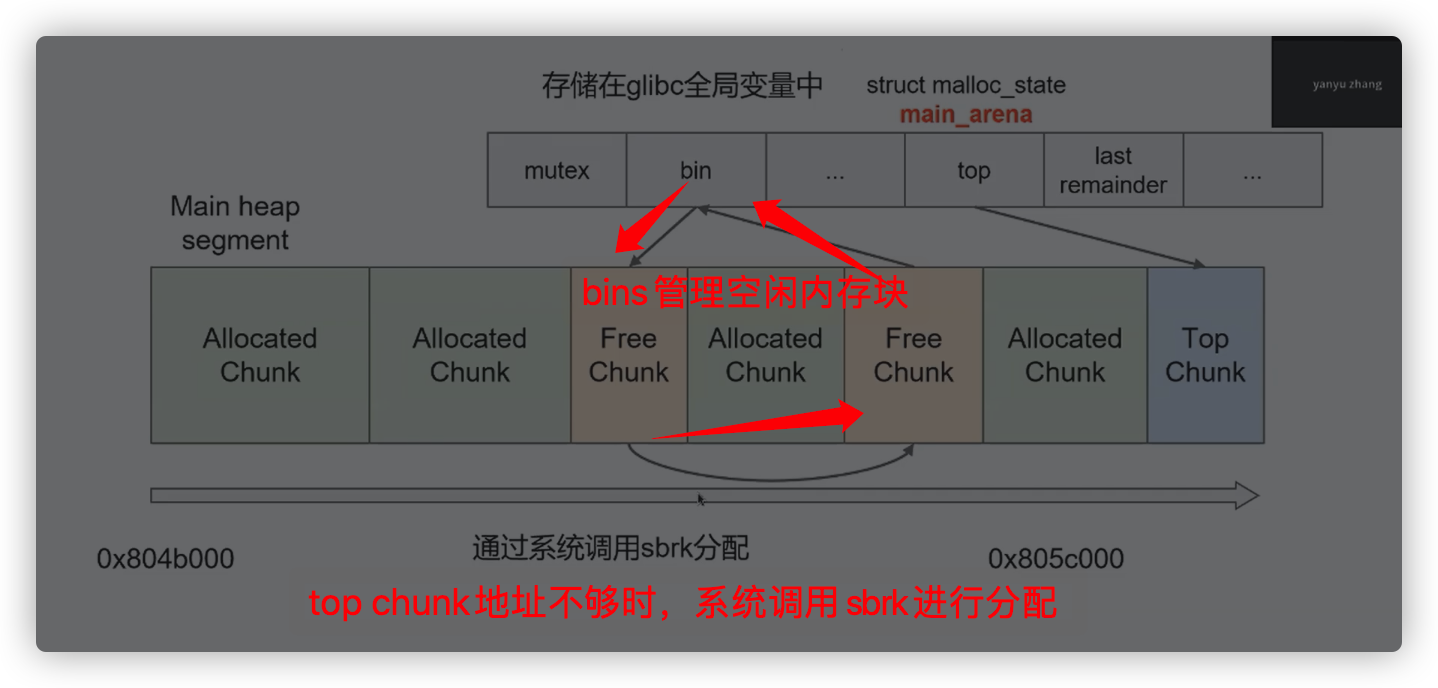 yanyu zhang
存储在glibc全局变量中
struct malloc_state
main_arena
mutex
bin
...
top
last
remainder
...
Main heap
segment
bins管理空闲内存块
Allocated
Chunk
Allocated
Chunk
Free
Chunk
Allocated
Chunk
Free
Chunk
Allocated
Chunk
Top
Chunk
0x804b000
通过系统调用sbrk分配
0x805c000
top chunk地址不够时，系统调用sbrk进行分配